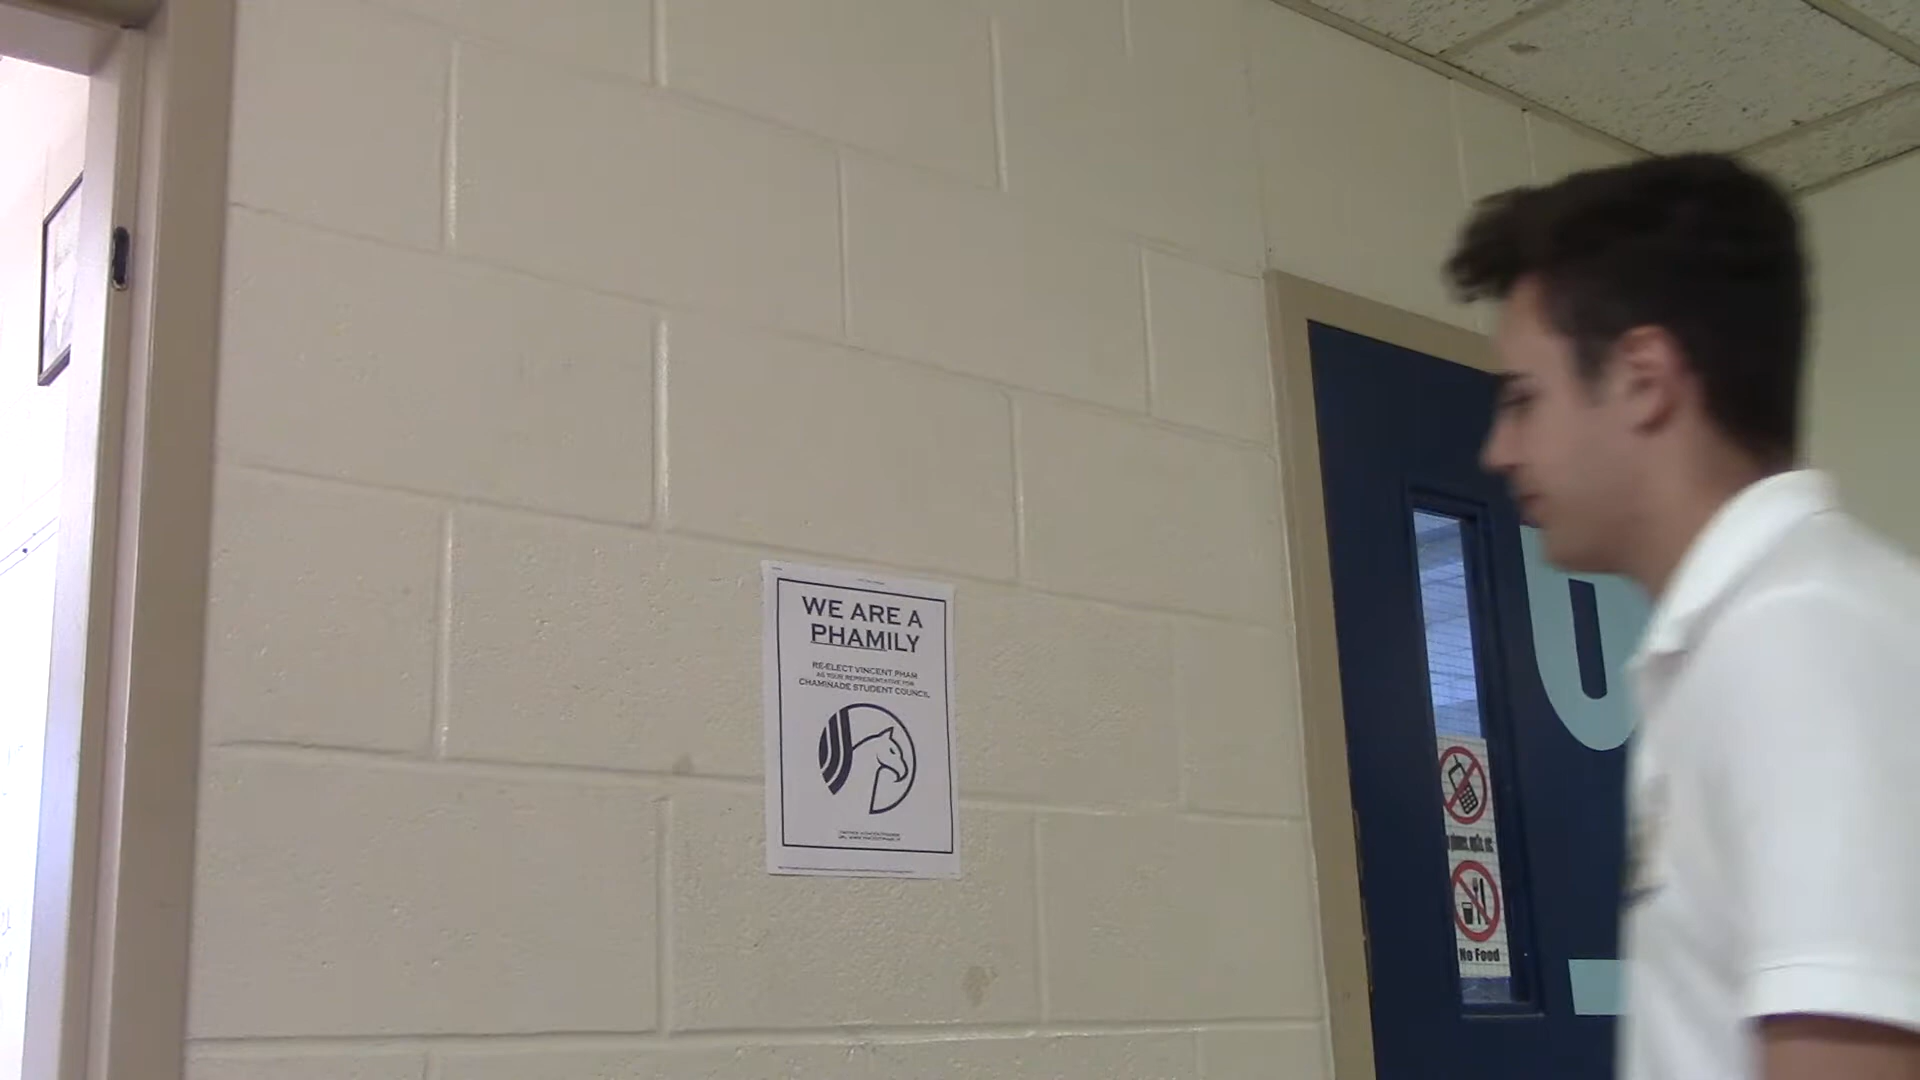 WE ARE A
PHAMILY
RE-ELECT VINCENT PHAM
AS YOUR REPRESENTATIVE FOR
CHAMINADE STUDENT COUNCIL
No Food